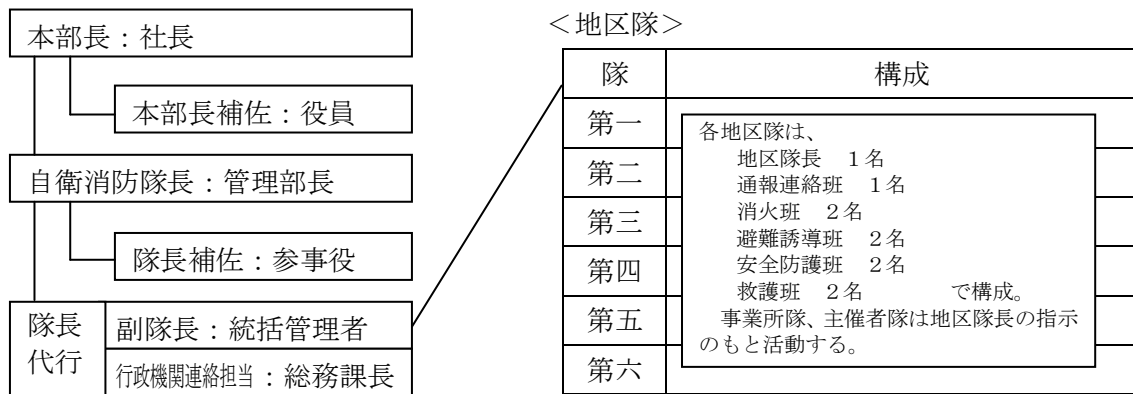 本部長：社長
本部長補佐：役員
自衛消防隊長：管理部長
隊長補佐：参事役
隊長
代行
副隊長：統括管理者
行政機関連絡担当：総務課長
＜地区隊＞
隊 構成
第一
第二
第三
第四
第五
第六
各地区隊は、
地区隊長　１名
通報連絡班　１名
消火班　２名
避難誘導班　２名
安全防護班　２名
救護班　２名　　　　で構成。
事業所隊、主催者隊は地区隊長の指示
のもと活動する。